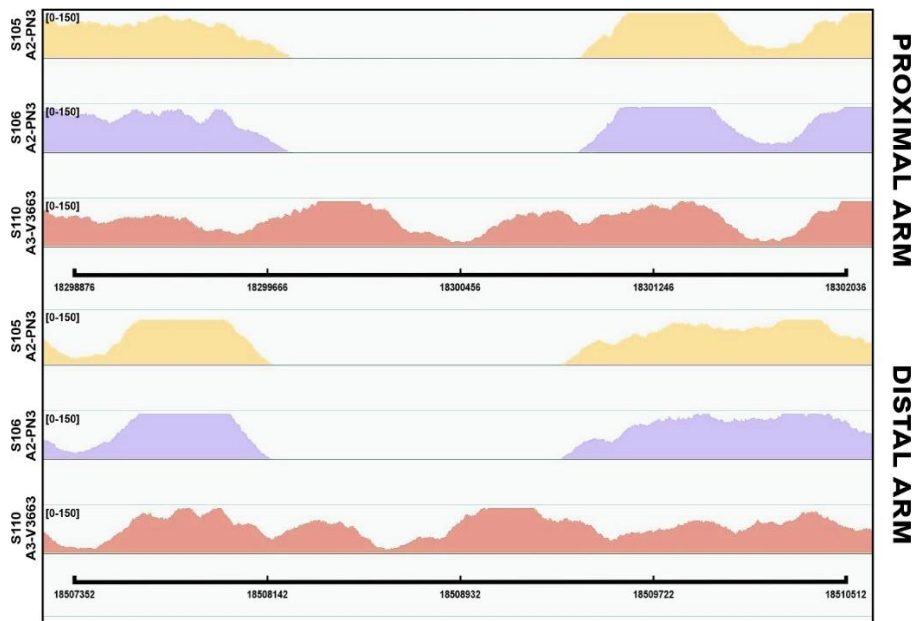 S105
A2-PN3
[0-150]
S106
A2-PN3
[0-150]
S110
A3-V3663
[0-150]
18298876 18299666 18300456 18301246 18302036
PROXIMAL ARM
S105
A2-PN3
[0-150]
S106
A2-PN3
[0-150]
S110
A3-V3663
[0-150]
18507352 18508142 18508932 18509722 18510512
DISTAL ARM